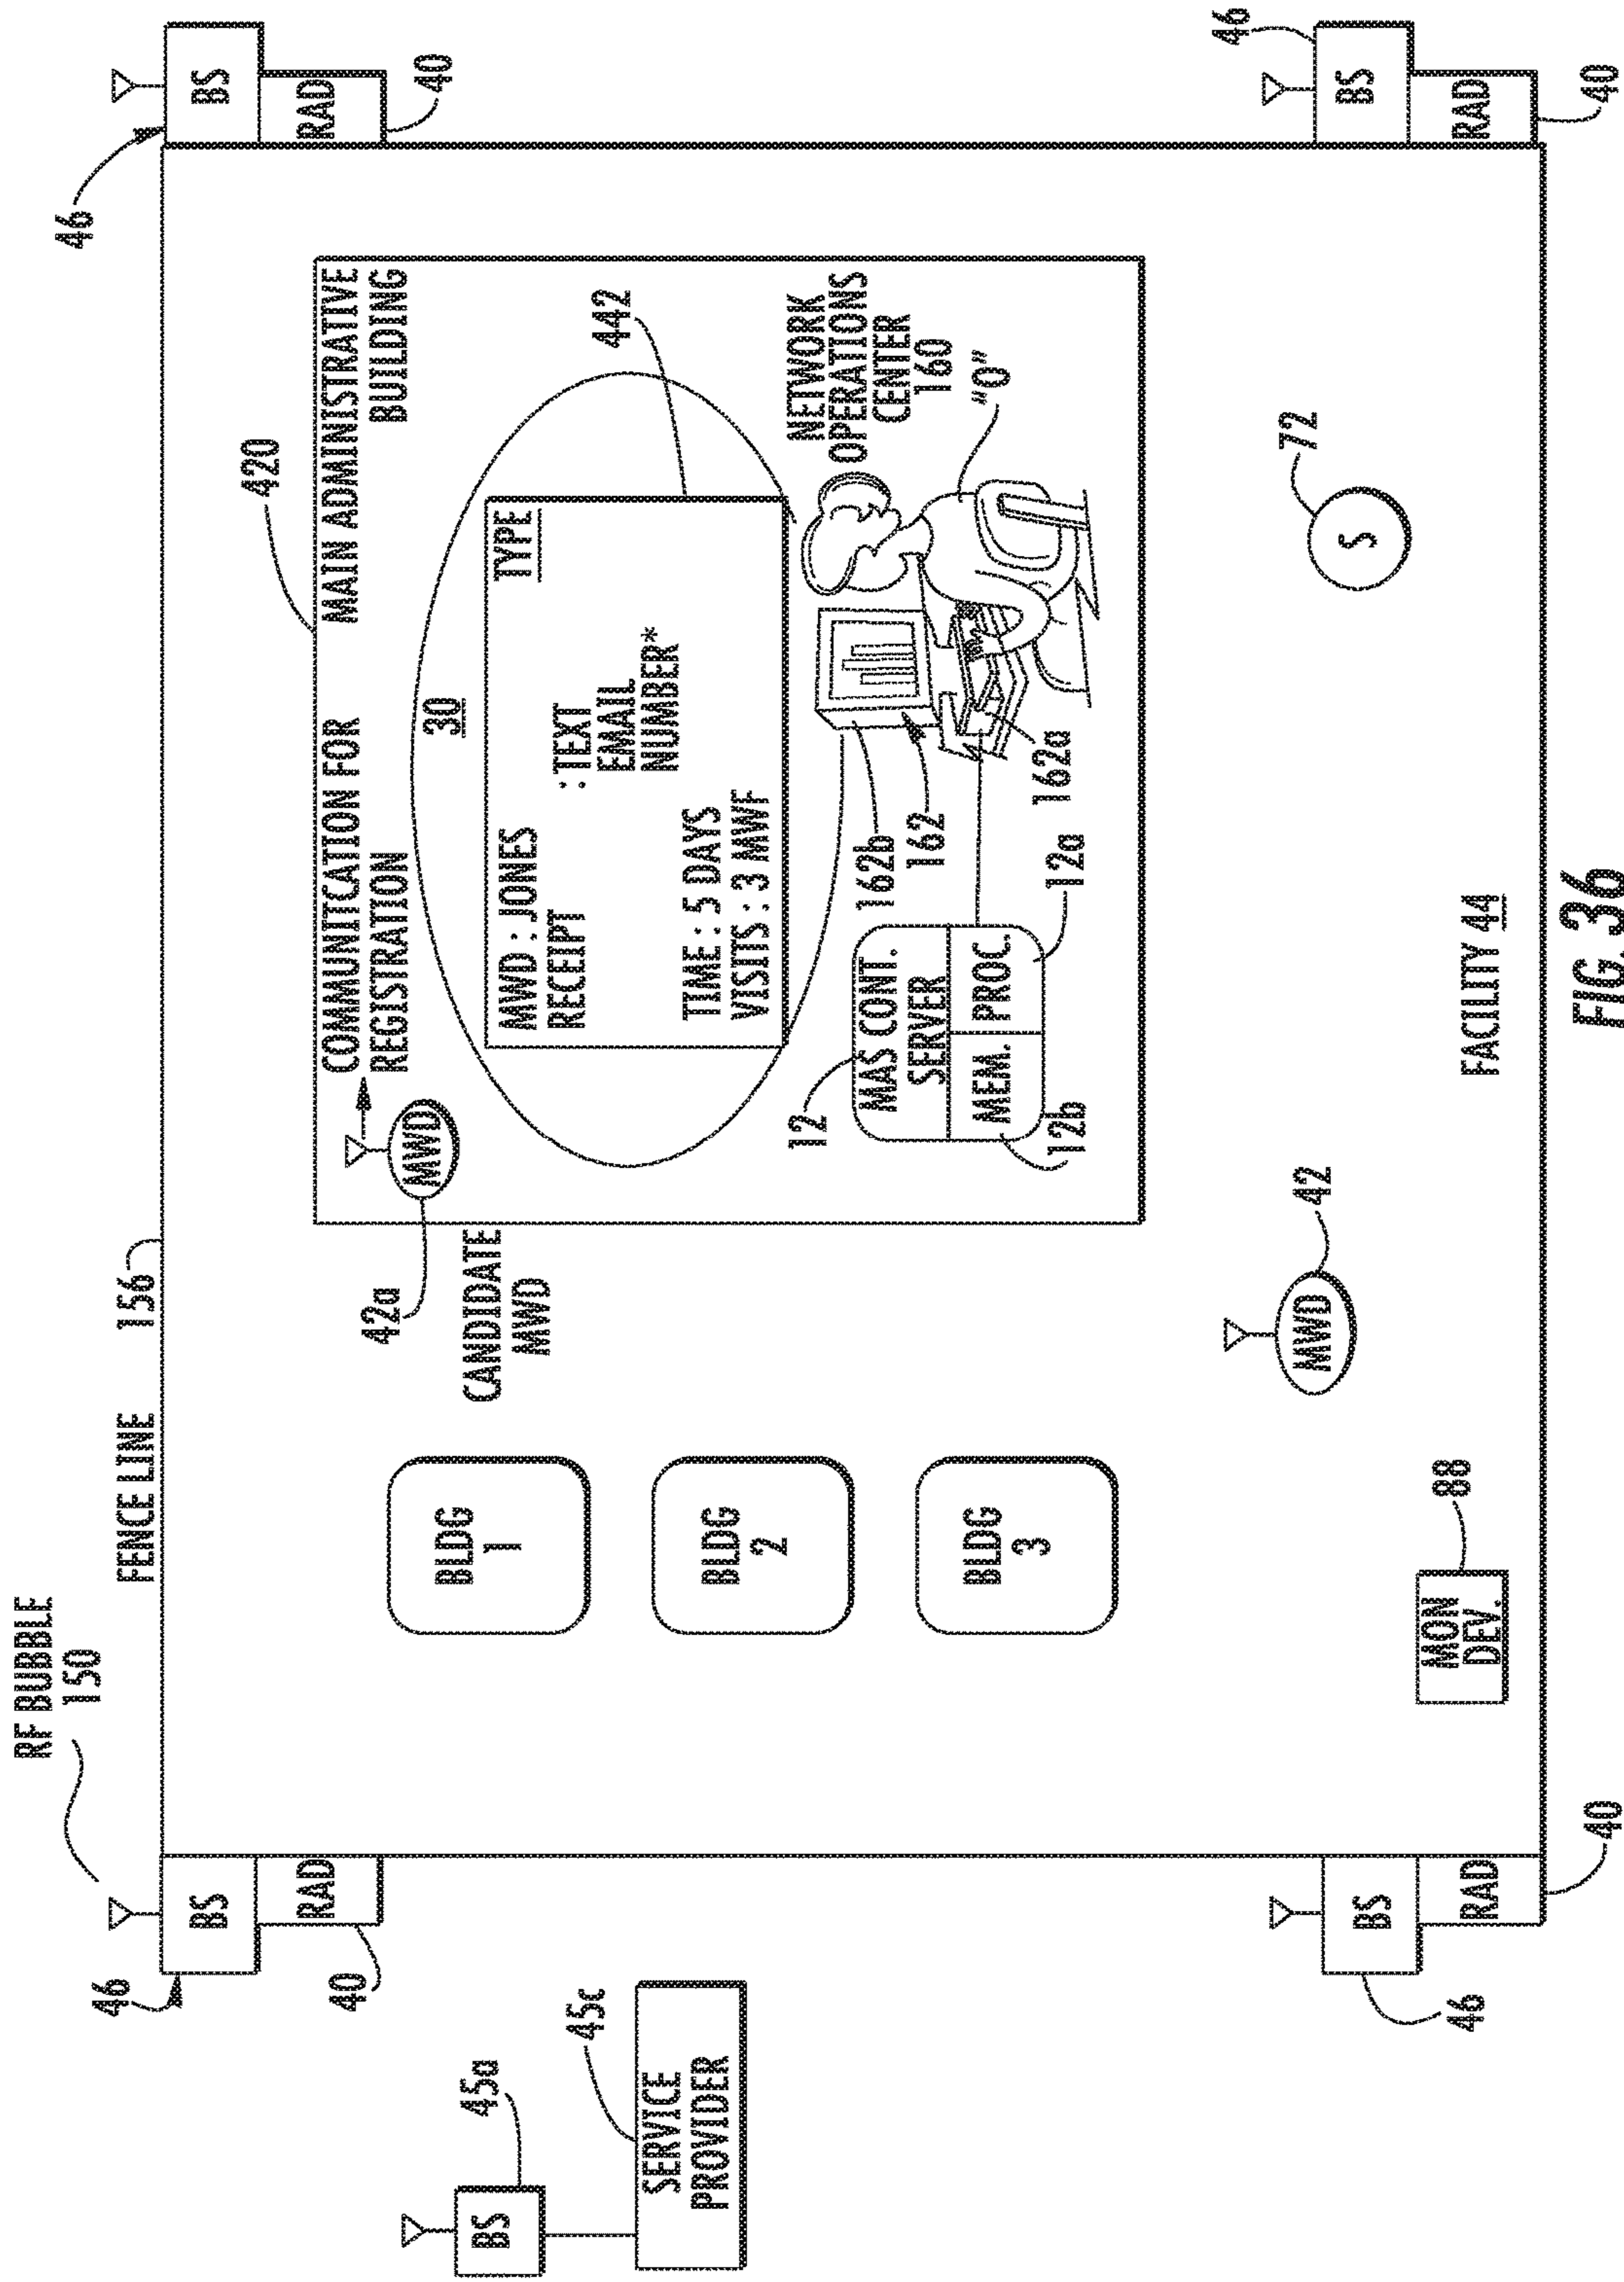 RF BUBBLE
150
FENCE LINE
156
46
BS
RAD
40
46
BS
RAD
40
45a
BS
45c
SERVICE
PROVIDER
420
COMMUNITCATION FOR
REGISTRATION
MAIN ADMINISTRATIVE
BUILDING
MWD
42a
CANDIDATE
MWD
30
442
MWD : JONES
RECEIPT
TYPE
: TEXT
EMAIL
NUMBER*
TIME : 5 DAYS
VISITS : 3 MWF
NETWORK
OPERATIONS
CENTER
160
"O"
162b
162
162a
12
MAS CONT.
SERVER
MEM.
PROC.
12b
12a
BLDG
1
BLDG
2
BLDG
3
MWD
42
S
72
MON
DEV.
88
46
BS
RAD
40
46
BS
RAD
40
FACILITY 44
FIG. 36